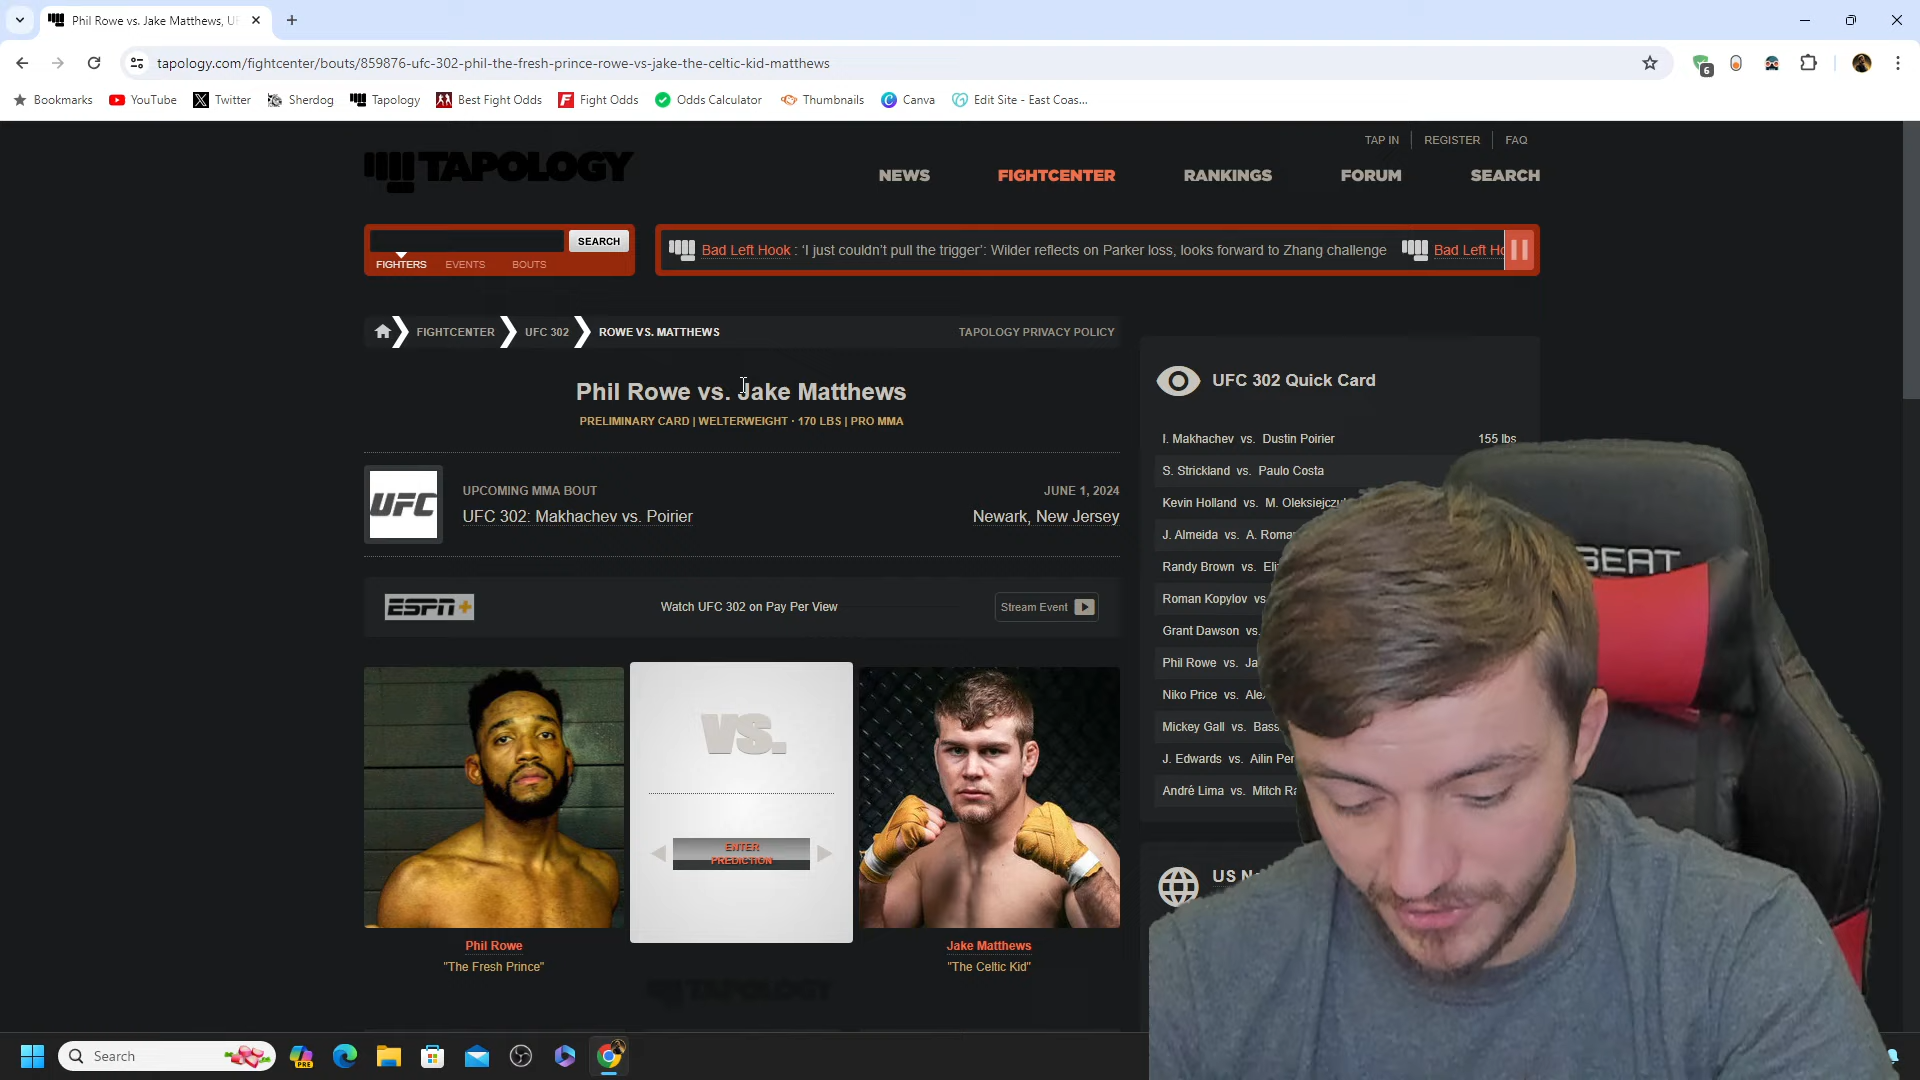 Phil Rowe vs. Jake Matthews, U
tapology.com/fightcenter/bouts/859876-ufc-302-phil-the-fresh-prince-rowe-vs-jake-the-celtic-kid-matthews
6
Bookmarks YouTube Twitter Sherdog Tapology Best Fight Odds Fight Odds Odds Calculator Thumbnails Canva Edit Site - East Coas...
TAP IN REGISTER FAQ
TAPOLOGY
NEWS FIGHTCENTER RANKINGS FORUM SEARCH
SEARCH
FIGHTERS EVENTS BOUTS
Bad Left Hook : 'I just couldn't pull the trigger': Wilder reflects on Parker loss, looks forward to Zhang challenge Bad Left Ho
FIGHTCENTER UFC 302 ROWE VS. MATTHEWS TAPOLOGY PRIVACY POLICY
Phil Rowe vs. Jake Matthews
PRELIMINARY CARD | WELTERWEIGHT · 170 LBS | PRO MMA
UFC
UPCOMING MMA BOUT JUNE 1, 2024
UFC 302: Makhachev vs. Poirier Newark, New Jersey
ESPN+ Watch UFC 302 on Pay Per View Stream Event
VS.
ENTER
PREDICTION
Phil Rowe Jake Matthews
"The Fresh Prince" "The Celtic Kid"
TAPOLOGY
UFC 302 Quick Card
I. Makhachev vs. Dustin Poirier 155 lbs
S. Strickland vs. Paulo Costa
Kevin Holland vs. M. Oleksiejczu
J. Almeida vs. A. Roma
Randy Brown vs. Eli
Roman Kopylov vs
Grant Dawson vs.
Phil Rowe vs. Ja
Niko Price vs. Ale
Mickey Gall vs. Bass
J. Edwards vs. Ailin Per
André Lima vs. Mitch Ra
US N
SEAT
Search
PRE